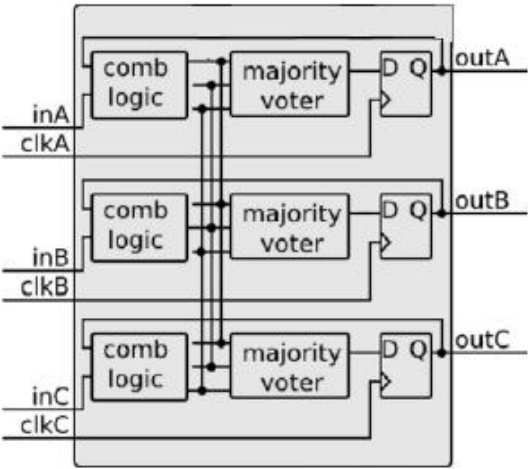 comb
logic
majority
voter
D Q
outA
inA
clkA
comb
logic
majority
voter
D Q
outB
inB
clkB
comb
logic
majority
voter
D Q
outC
inC
clkC